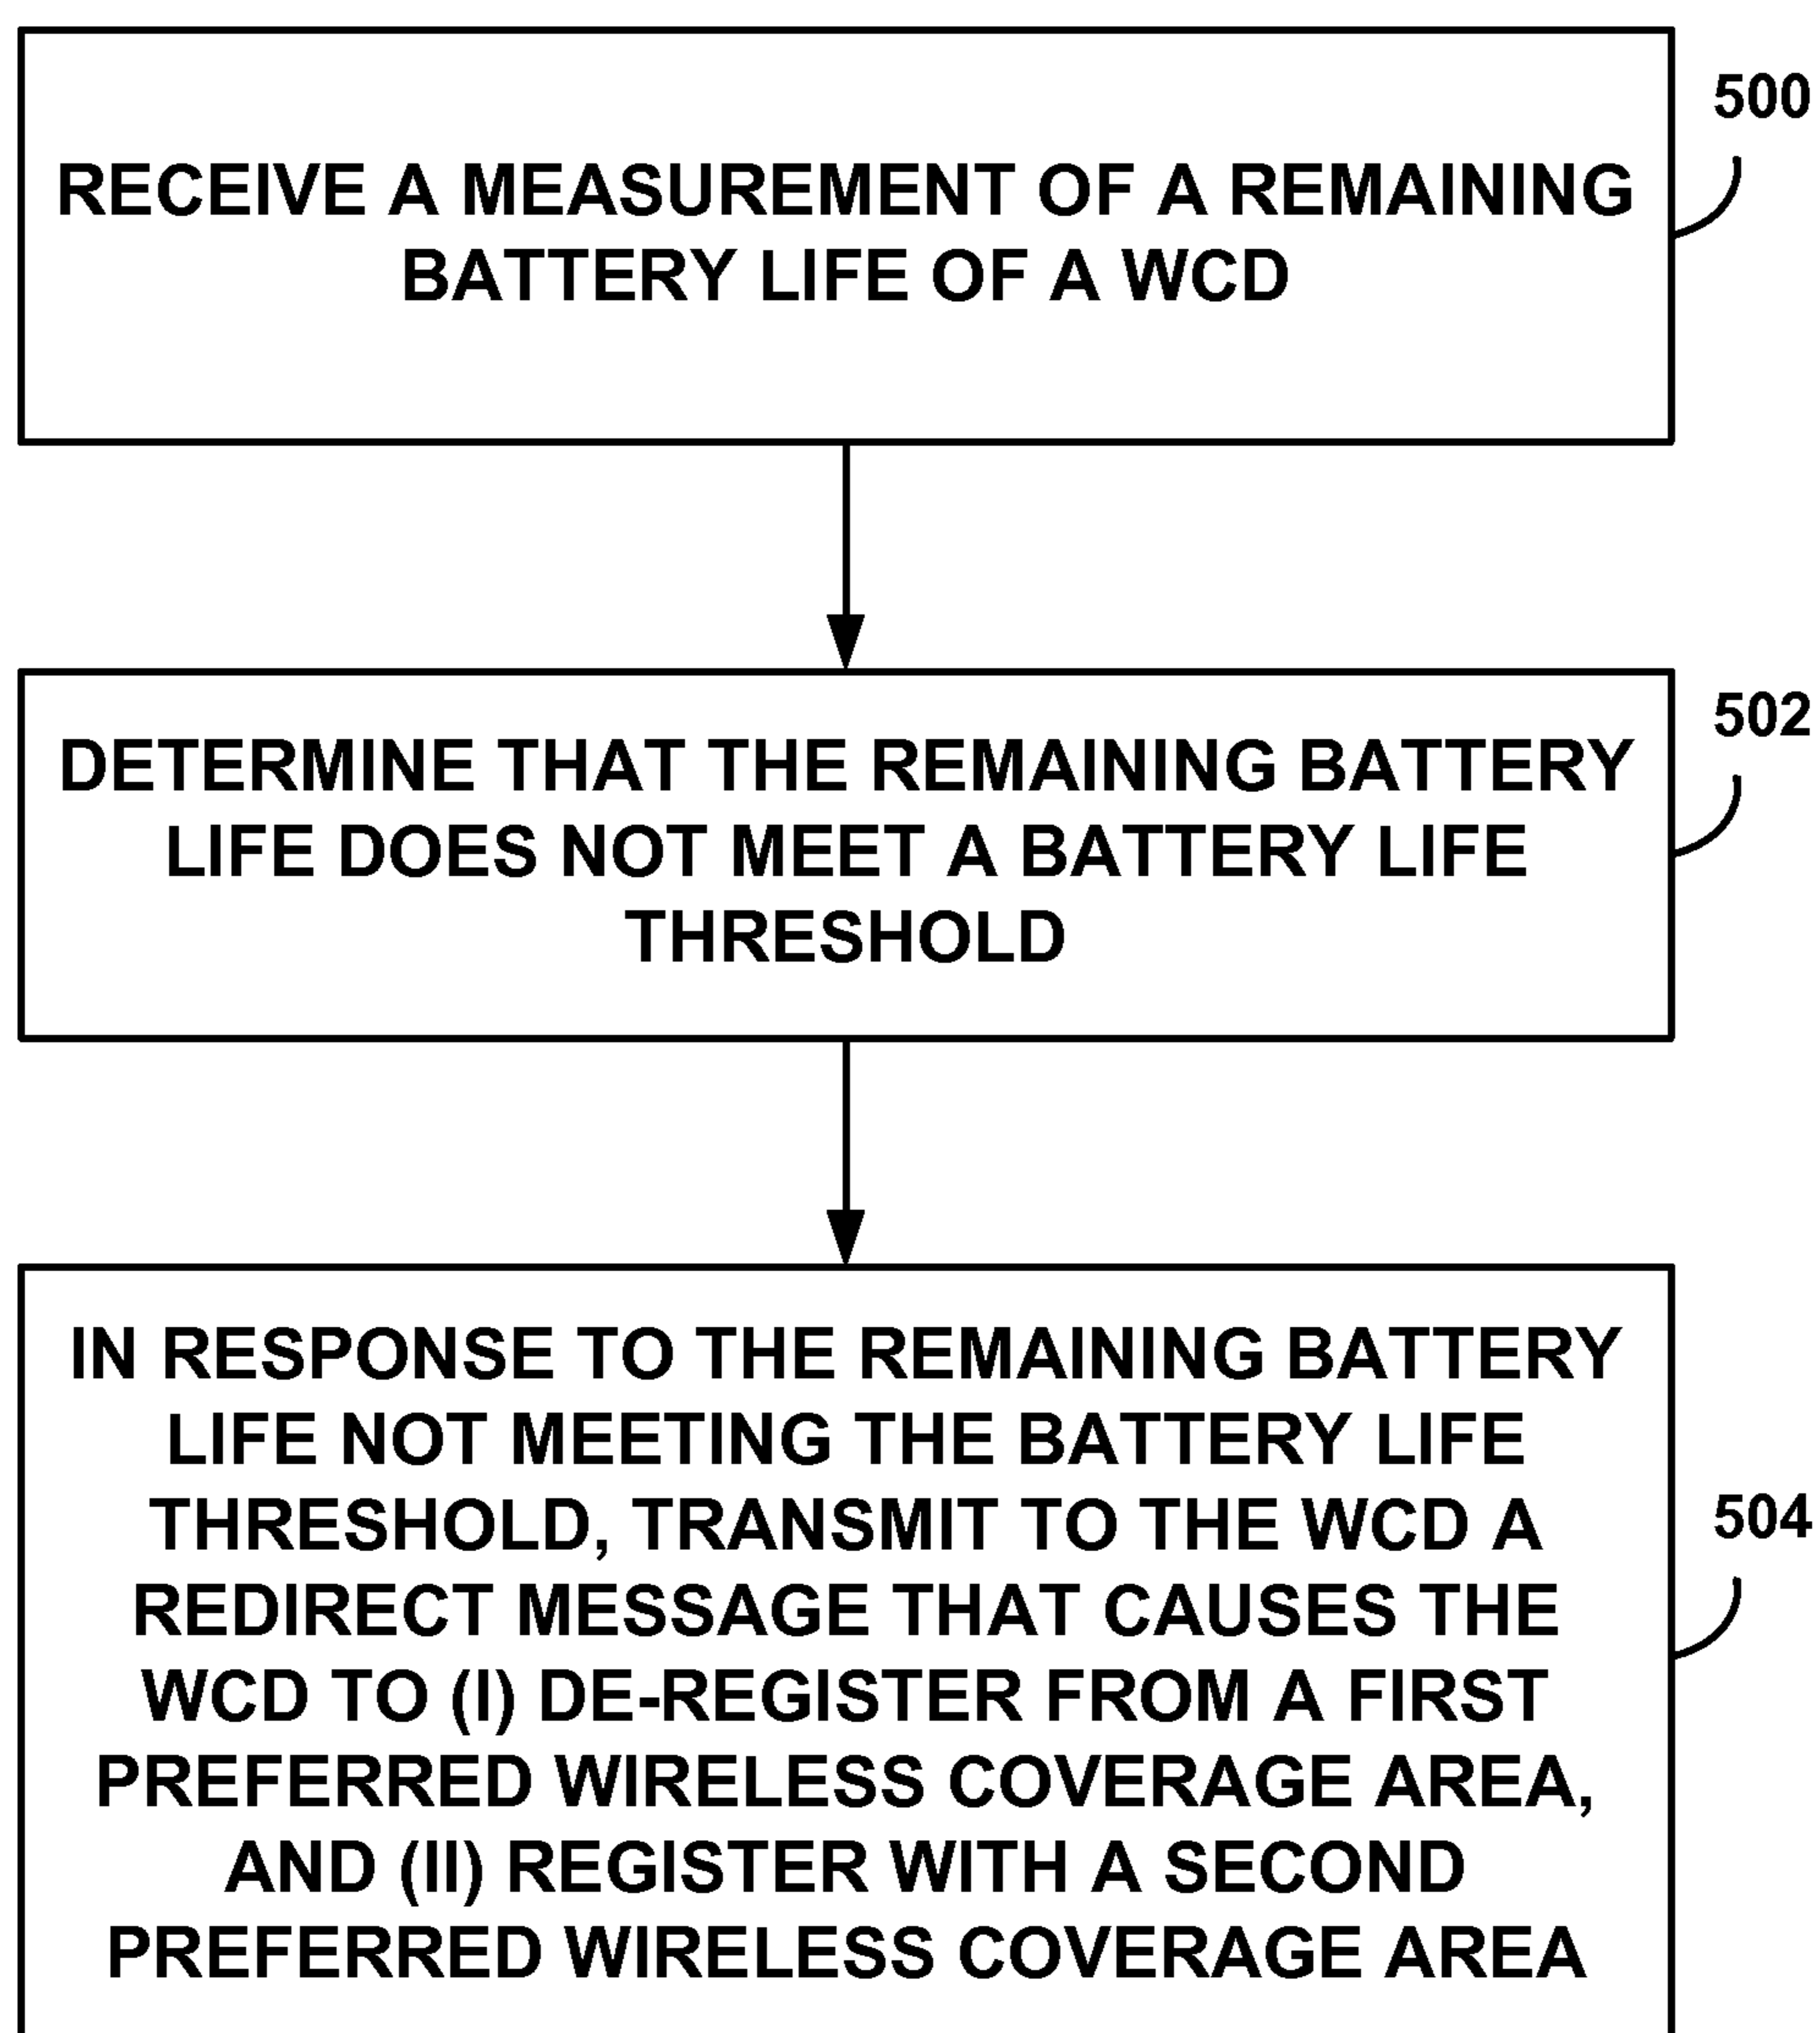 500
RECEIVE A MEASUREMENT OF A REMAINING
BATTERY LIFE OF A WCD
502
DETERMINE THAT THE REMAINING BATTERY
LIFE DOES NOT MEET A BATTERY LIFE
THRESHOLD
IN RESPONSE TO THE REMAINING BATTERY
LIFE NOT MEETING THE BATTERY LIFE
THRESHOLD, TRANSMIT TO THE WCD A
504
REDIRECT MESSAGE THAT CAUSES THE
WCD TO (I) DE-REGISTER FROM A FIRST
PREFERRED WIRELESS COVERAGE AREA,
AND (II) REGISTER WITH A SECOND
PREFERRED WIRELESS COVERAGE AREA